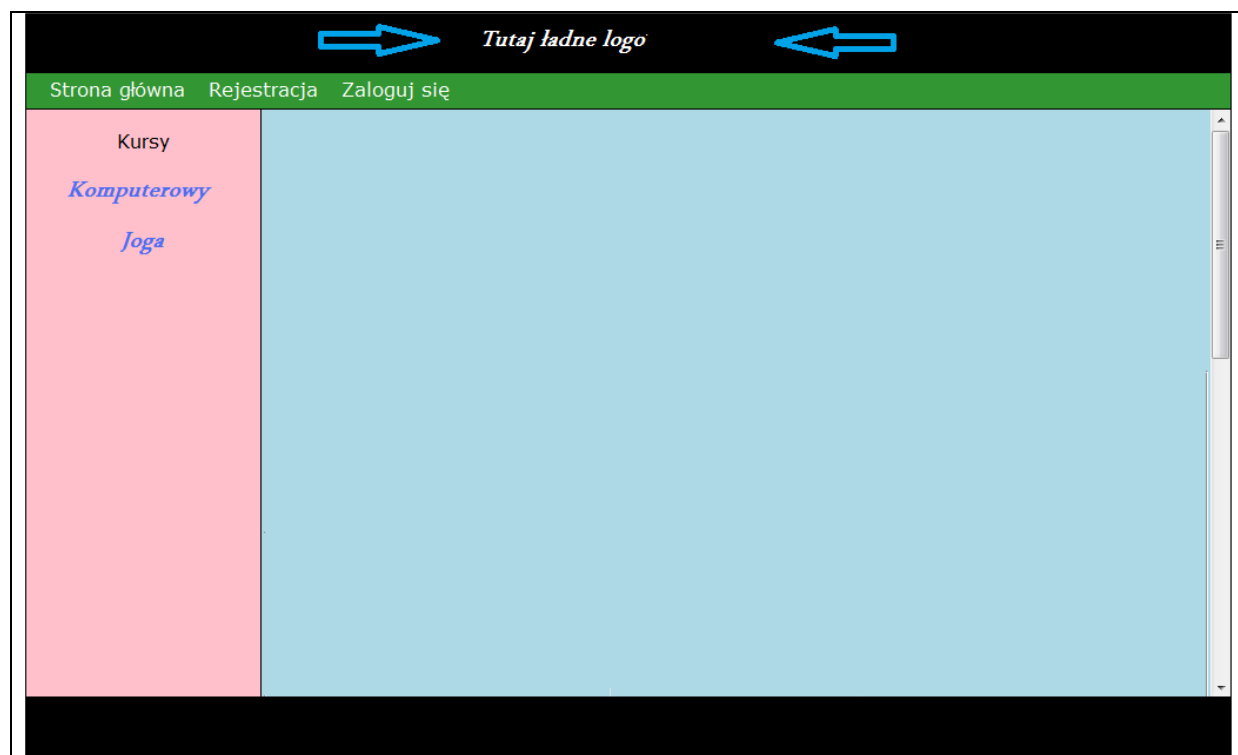 Tutaj ładne logo
Strona główna Rejestracja Zaloguj się
Kursy
Komputerowy
Joga